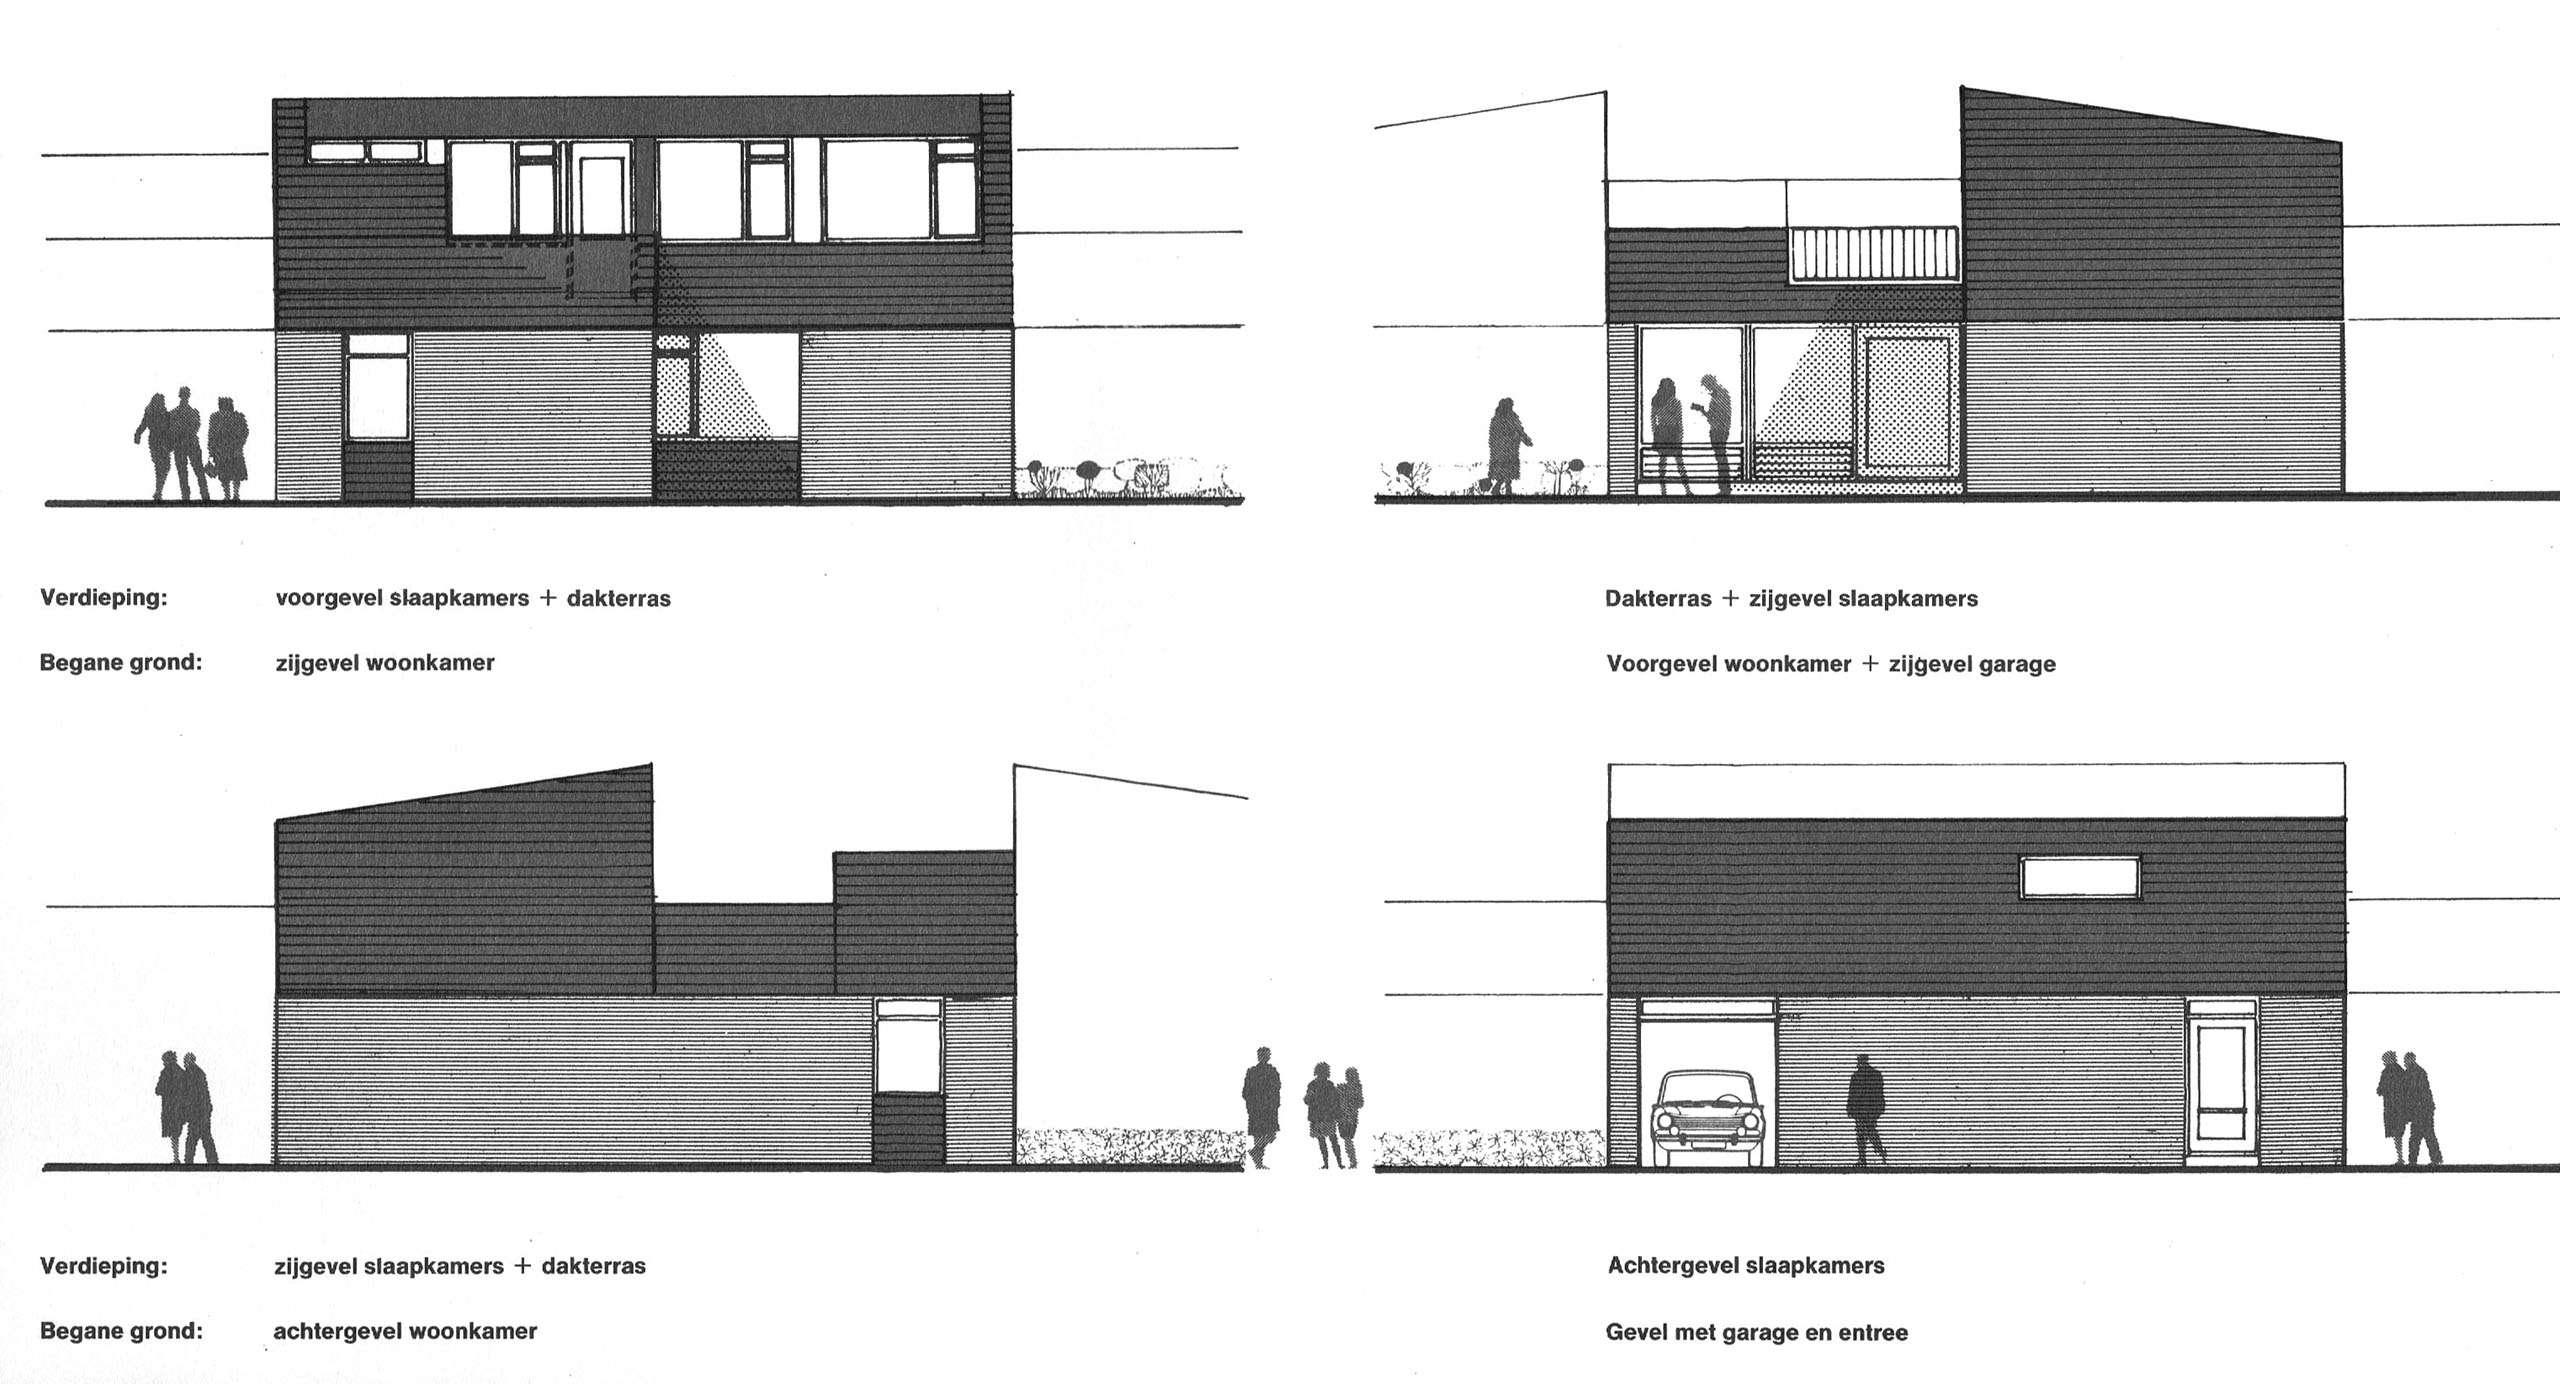 Verdieping: voorgevel slaapkamers + dakterras
Begane grond: zijgevel woonkamer
Dakterras + zijgevel slaapkamers
Voorgevel woonkamer + zijgevel garage
Verdieping: zijgevel slaapkamers + dakterras
Begane grond: achtergevel woonkamer
Achtergevel slaapkamers
Gevel met garage en entree